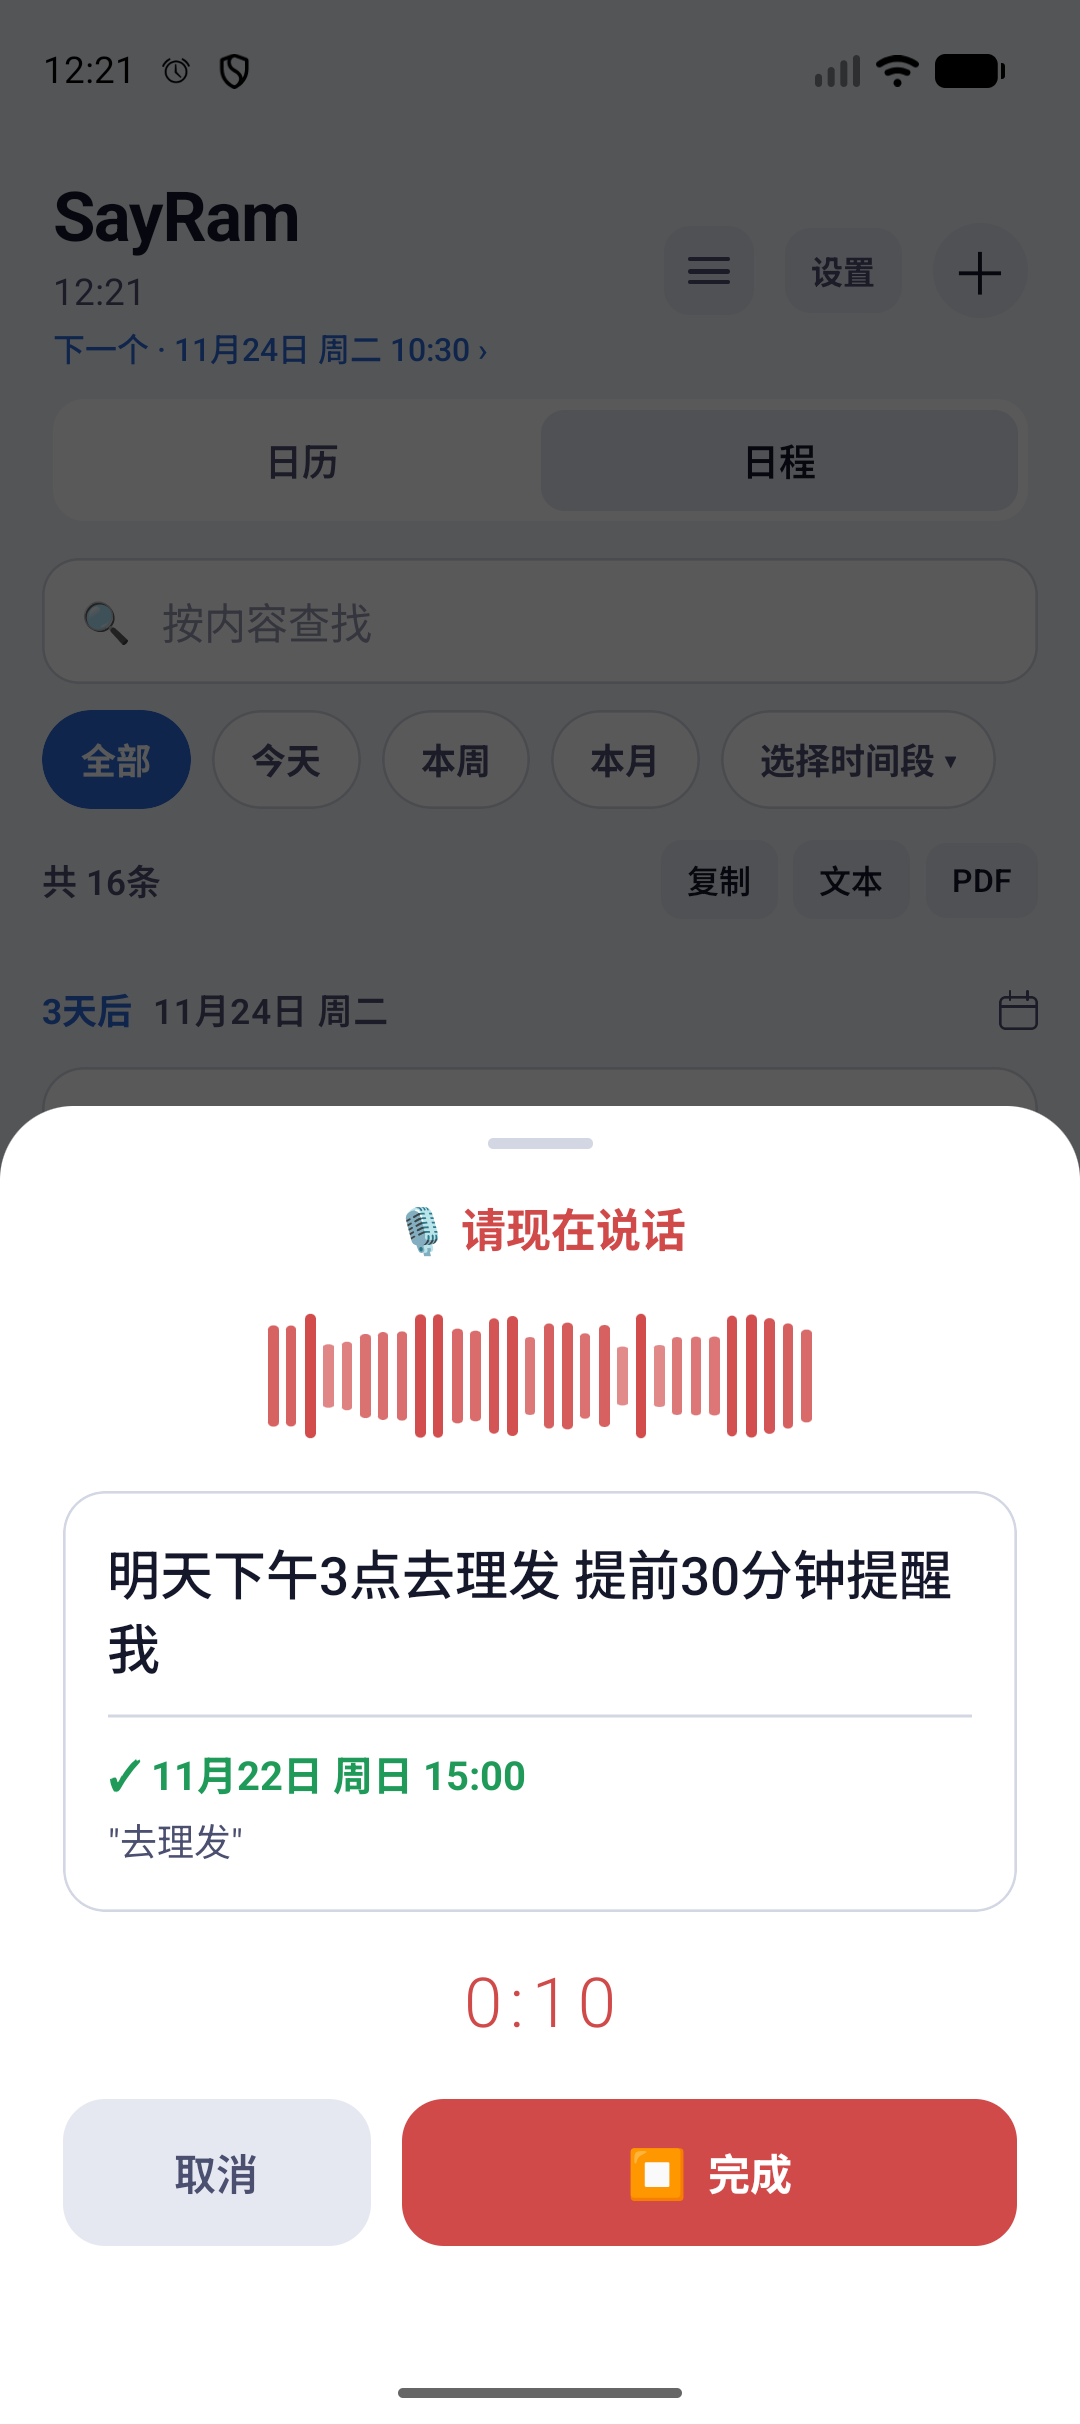 12:21
SayRam
12:21
设置
下一个 · 11月24日 周二 10:30 ›
日历
日程
按内容查找
全部
今天
本周
本月
选择时间段 ▾
共 16条
复制
文本
PDF
3天后 11月24日 周二
请现在说话
明天下午3点去理发 提前30分钟提醒
我
✓ 11月22日 周日 15:00
"去理发"
0:10
取消
完成